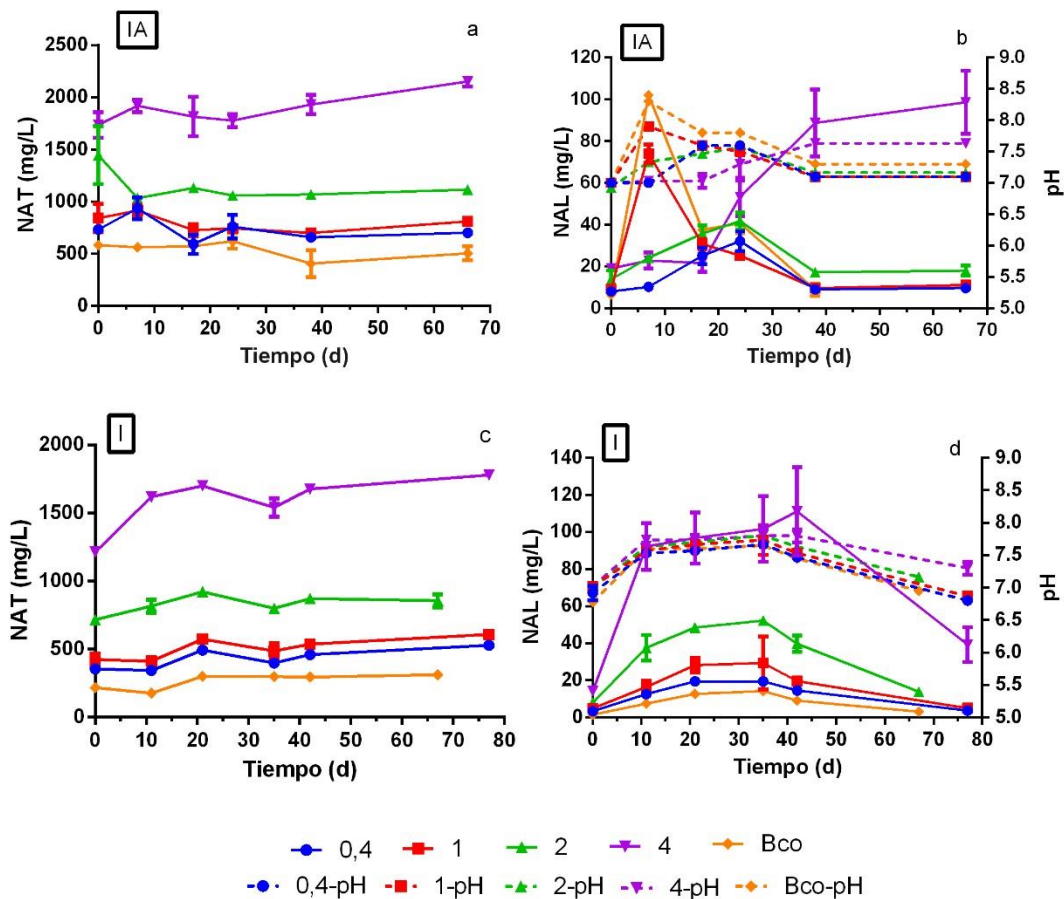 IA
a
NAT (mg/L)
2500
2000
1500
1000
500
0
0 10 20 30 40 50 60 70
Tiempo (d)
IA
b
NAL (mg/L)
120
100
80
60
40
20
0
0 10 20 30 40 50 60 70
Tiempo (d)
9.0
8.5
8.0
7.5
7.0
6.5
6.0
5.5
5.0
pH
I
c
NAT (mg/L)
2000
1500
1000
500
0
0 10 20 30 40 50 60 70 80
Tiempo (d)
I
d
NAL (mg/L)
140
120
100
80
60
40
20
0
0 10 20 30 40 50 60 70 80
Tiempo (d)
9.0
8.5
8.0
7.5
7.0
6.5
6.0
5.5
5.0
pH
0,4 1 2 4 Bco
0,4-pH 1-pH 2-pH 4-pH Bco-pH